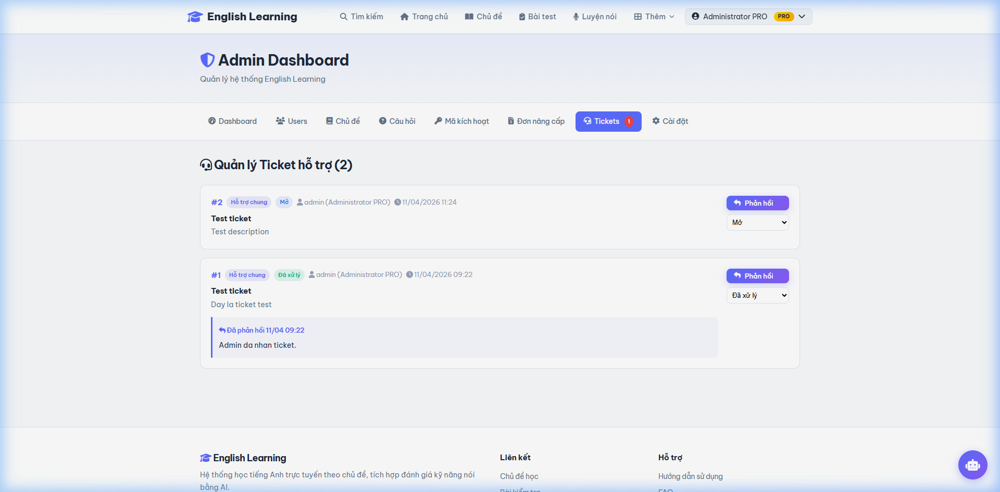 English Learning
Tìm kiếm
Trang chủ
Chủ đề
Bài test
Luyện nói
Thêm
Administrator PRO PRO
Admin Dashboard
Quản lý hệ thống English Learning
Dashboard
Users
Chủ đề
Câu hỏi
Mã kích hoạt
Đơn nâng cấp
Tickets 1
Cài đặt
Quản lý Ticket hỗ trợ (2)
#2 Hỗ trợ chung Mở admin (Administrator PRO) 11/04/2026 11:24
Phản hồi
Mở
Test ticket
Test description
#1 Hỗ trợ chung Đã xử lý admin (Administrator PRO) 11/04/2026 09:22
Phản hồi
Đã xử lý
Test ticket
Day la ticket test
Đã phản hồi 11/04 09:22
Admin da nhan ticket.
English Learning
Hệ thống học tiếng Anh trực tuyến theo chủ đề, tích hợp đánh giá kỹ năng nói
bằng AI.
Liên kết
Chủ đề học
Bài kiểm tra
Hỗ trợ
Hướng dẫn sử dụng
FAQ